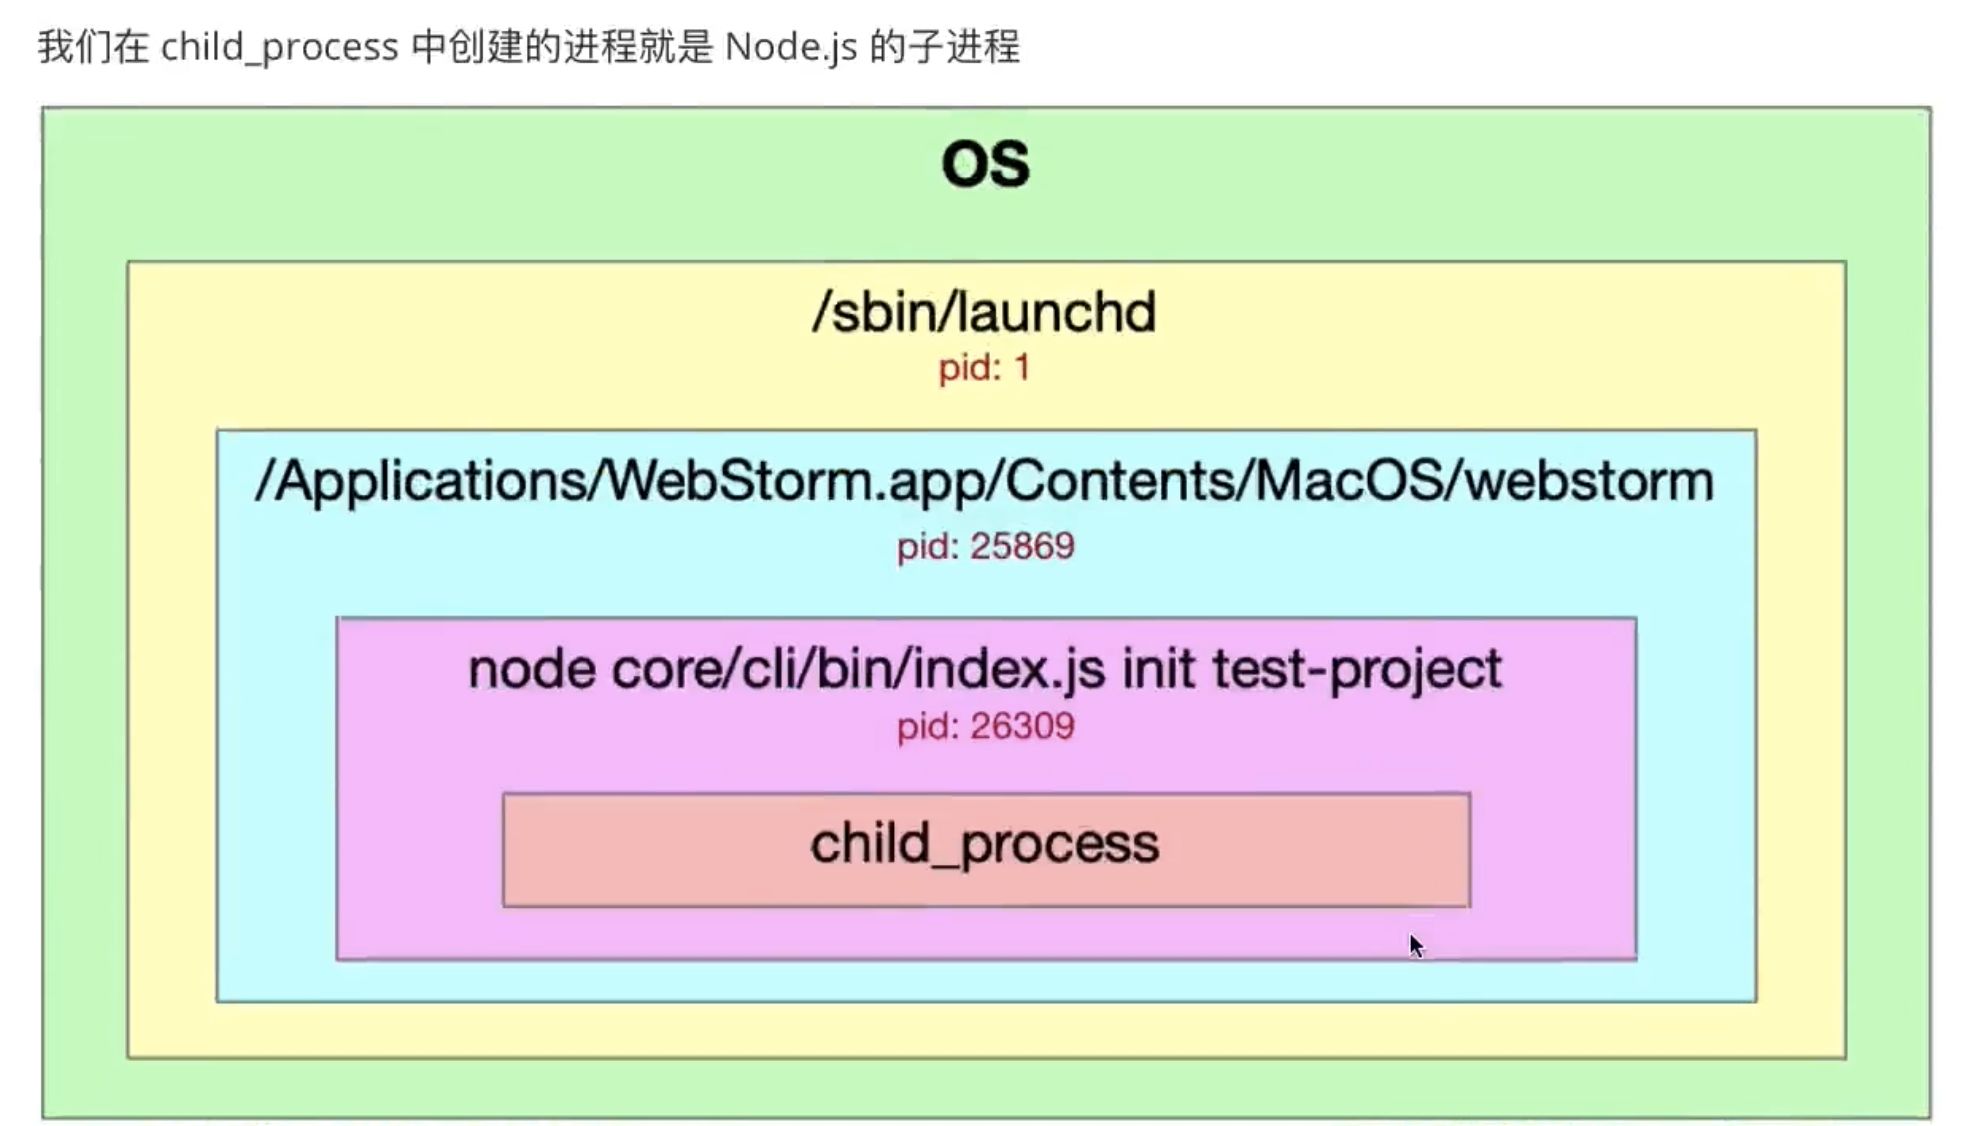 我们在 child_process 中创建的进程就是 Node.js 的子进程
OS
/sbin/launchd
pid: 1
/Applications/WebStorm.app/Contents/MacOS/webstorm
pid: 25869
node core/cli/bin/index.js init test-project
pid: 26309
child_process